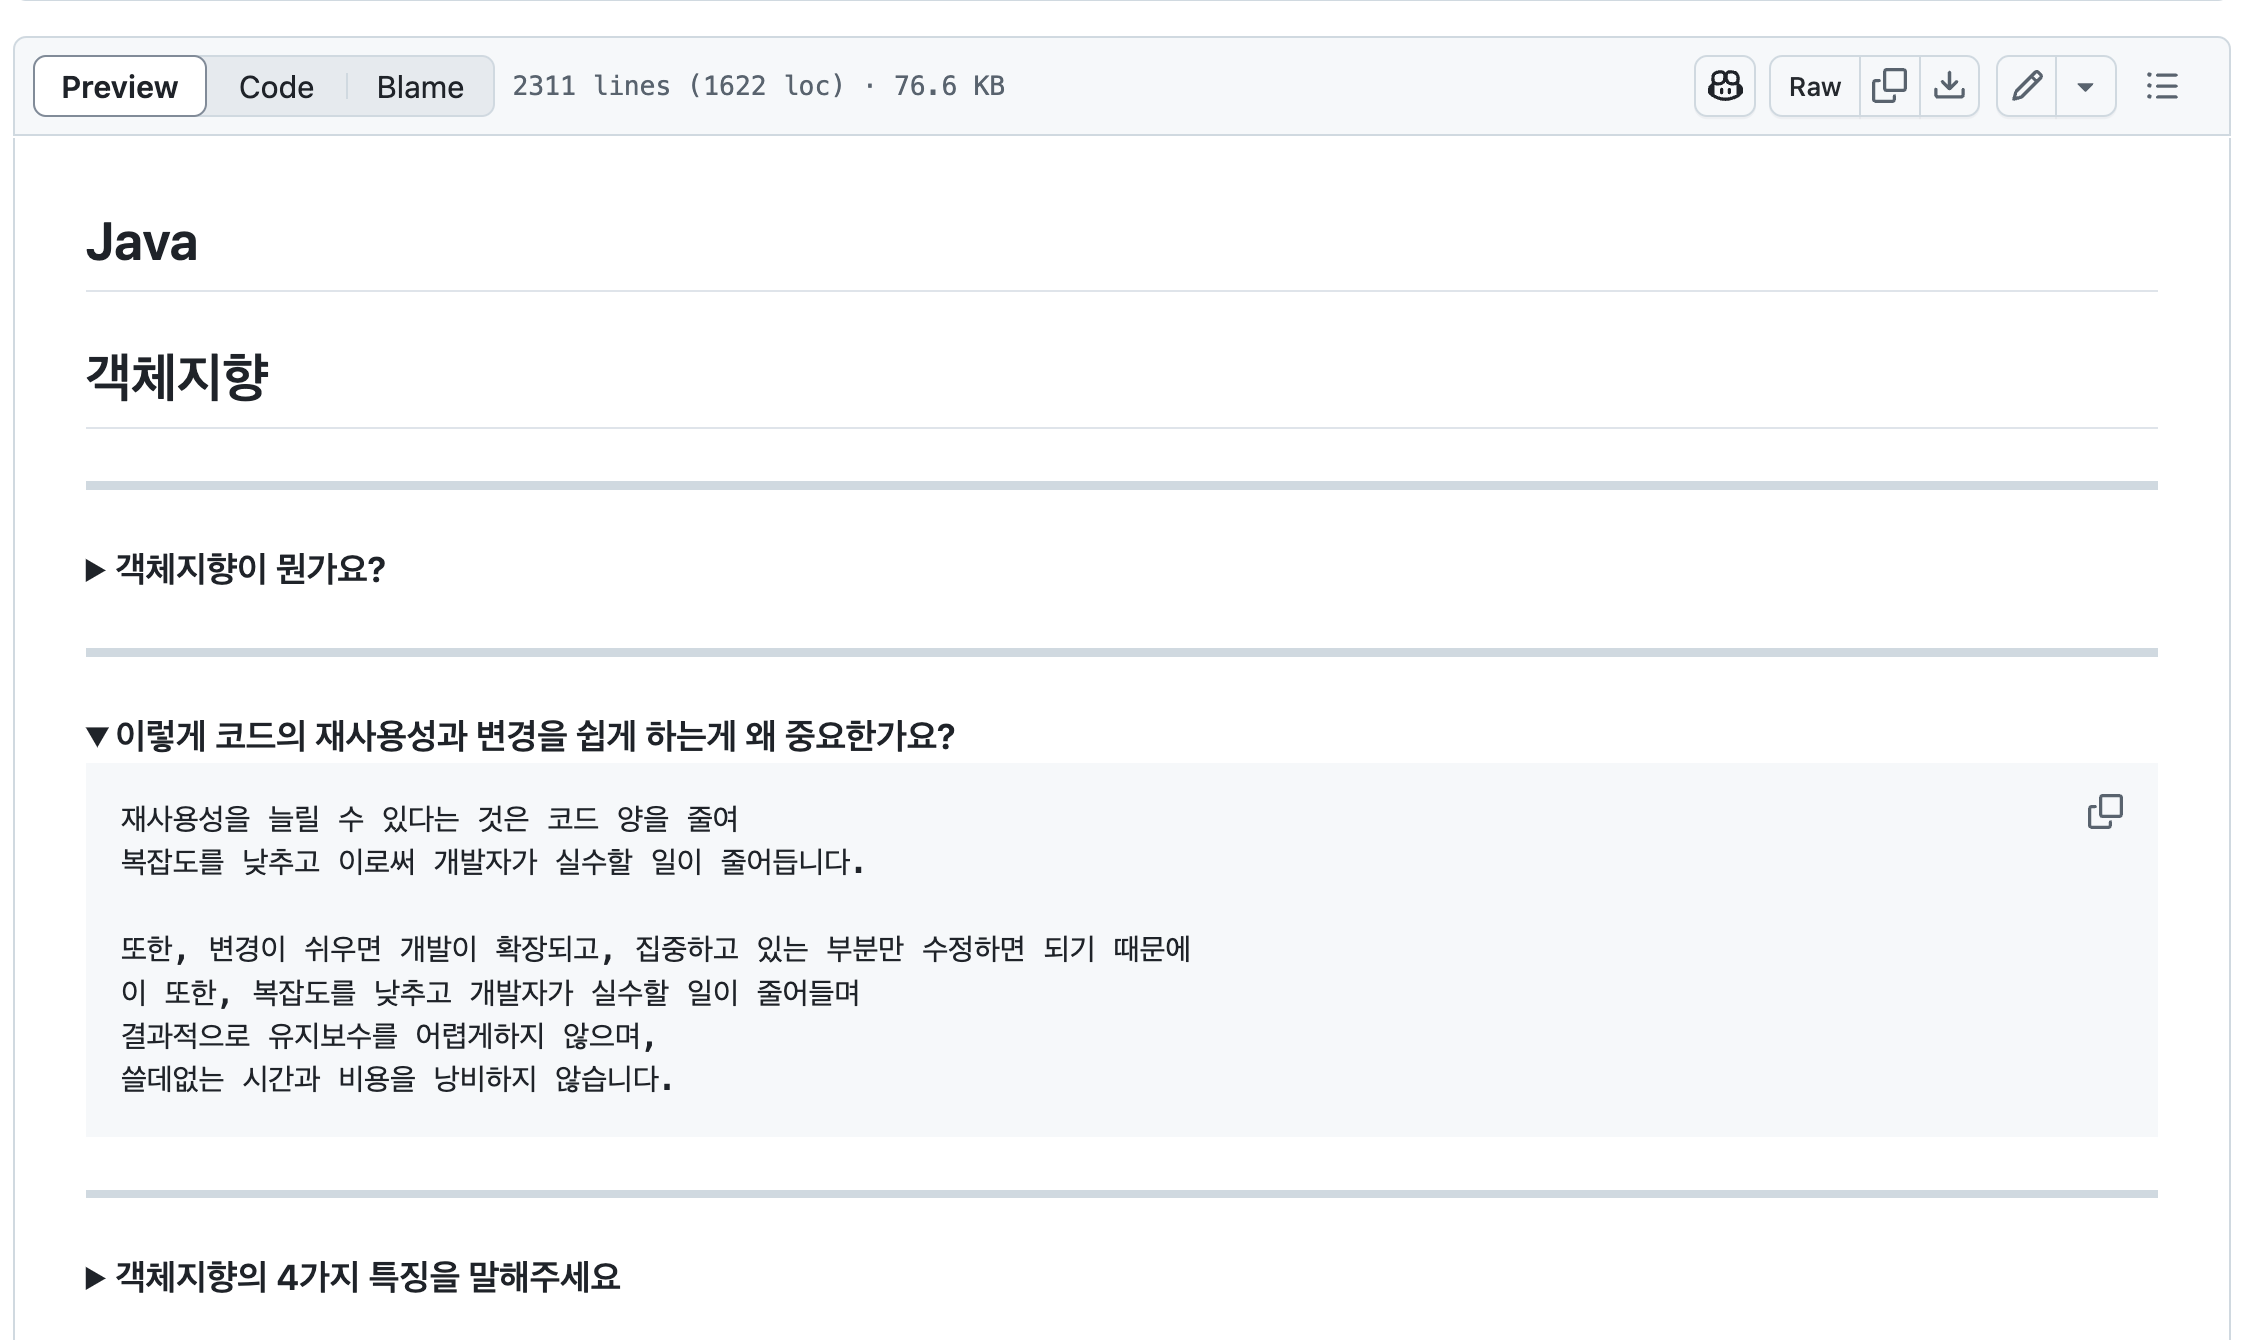 Preview Code Blame 2311 lines (1622 loc) · 76.6 KB Raw
Java
객체지향
객체지향이 뭔가요?
이렇게 코드의 재사용성과 변경을 쉽게 하는게 왜 중요한가요?
재사용성을 늘릴 수 있다는 것은 코드 양을 줄여
복잡도를 낮추고 이로써 개발자가 실수할 일이 줄어듭니다.
또한, 변경이 쉬우면 개발이 확장되고, 집중하고 있는 부분만 수정하면 되기 때문에
이 또한, 복잡도를 낮추고 개발자가 실수할 일이 줄어들며
결과적으로 유지보수를 어렵게하지 않으며,
쓸데없는 시간과 비용을 낭비하지 않습니다.
객체지향의 4가지 특징을 말해주세요